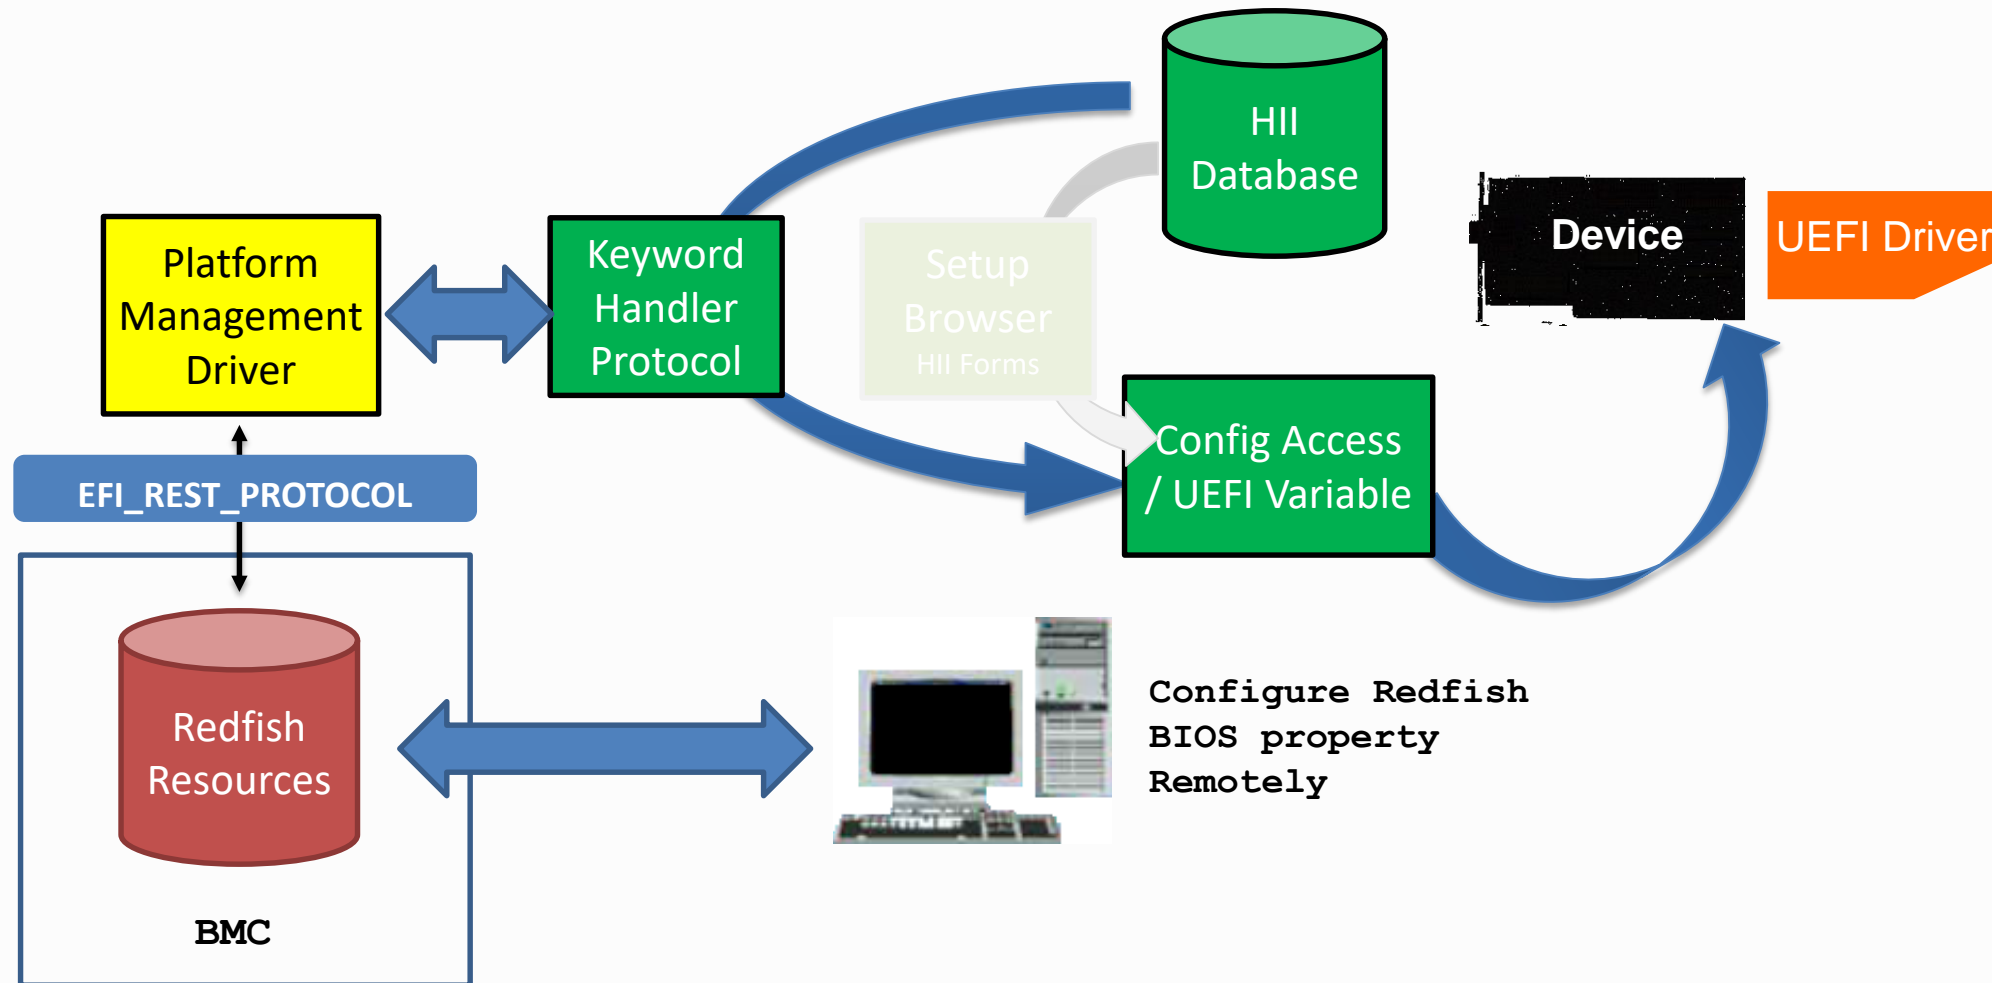 HII
Database
Platform
Management
Driver
Keyword
Handler
Protocol
Setup
Browser
HII Forms
Device
UEFI Driver
Config Access
/ UEFI Variable
EFI_REST_PROTOCOL
Redfish
Resources
BMC
Configure Redfish
BIOS property
Remotely